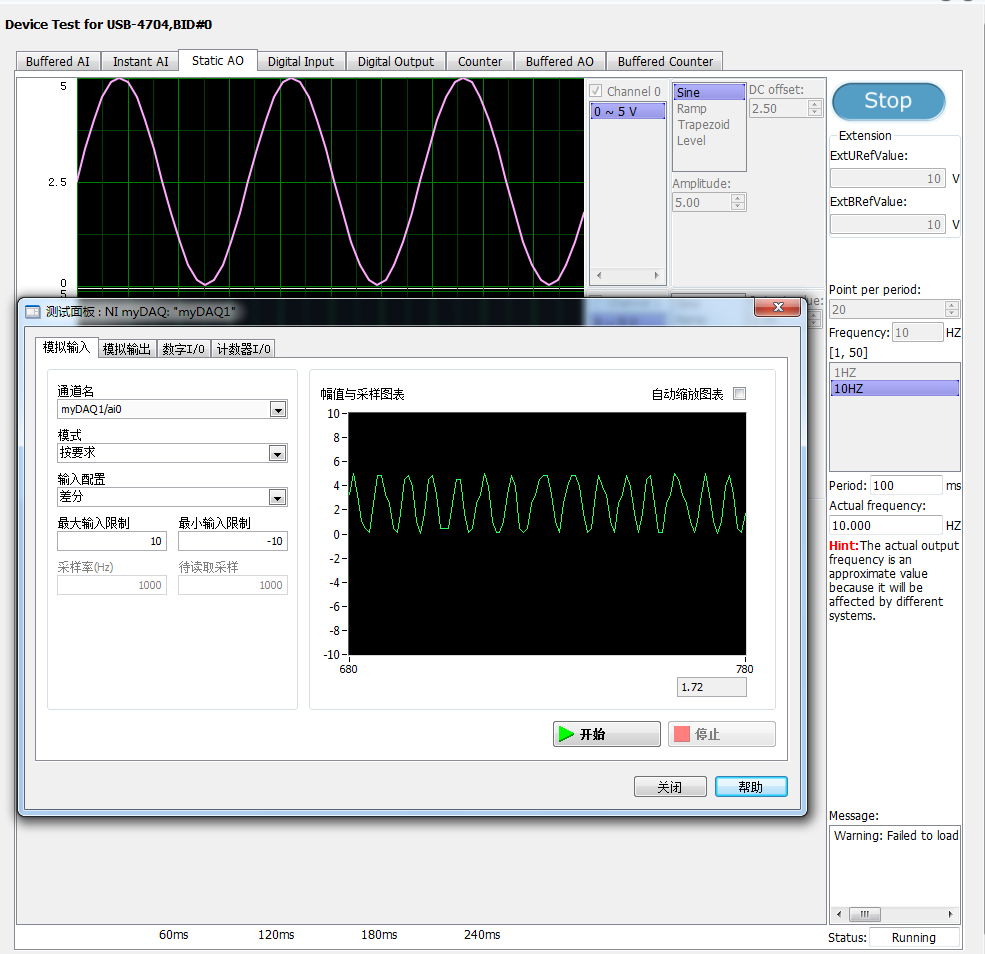 Device Test for USB-4704,BID#0
Buffered AI
Instant AI
Static AO
Digital Input
Digital Output
Counter
Buffered AO
Buffered Counter
5
2.5
0
5
Channel 0
0 ~ 5 V
Sine
Ramp
Trapezoid
Level
DC offset:
2.50
Amplitude:
5.00
Stop
Extension
ExtURefValue:
10 V
ExtBRefValue:
10 V
Point per period:
20
Frequency: 10 HZ
[1, 50]
1HZ
10HZ
Period: 100 ms
Actual frequency:
10.000 HZ
Hint:The actual output
frequency is an
approximate value
because it will be
affected by different
systems.
Message:
Warning: Failed to load
Status: Running
测试面板 : NI myDAQ: "myDAQ1"
模拟输入
模拟输出
数字I/0
计数器I/0
通道名
myDAQ1/ai0
模式
按要求
输入配置
差分
最大输入限制 最小输入限制
10 -10
采样率(Hz) 待读取采样
1000 1000
幅值与采样图表 自动缩放图表
10
8
6
4
2
0
-2
-4
-6
-8
-10
680 780
1.72
开始
停止
关闭
帮助
60ms 120ms 180ms 240ms